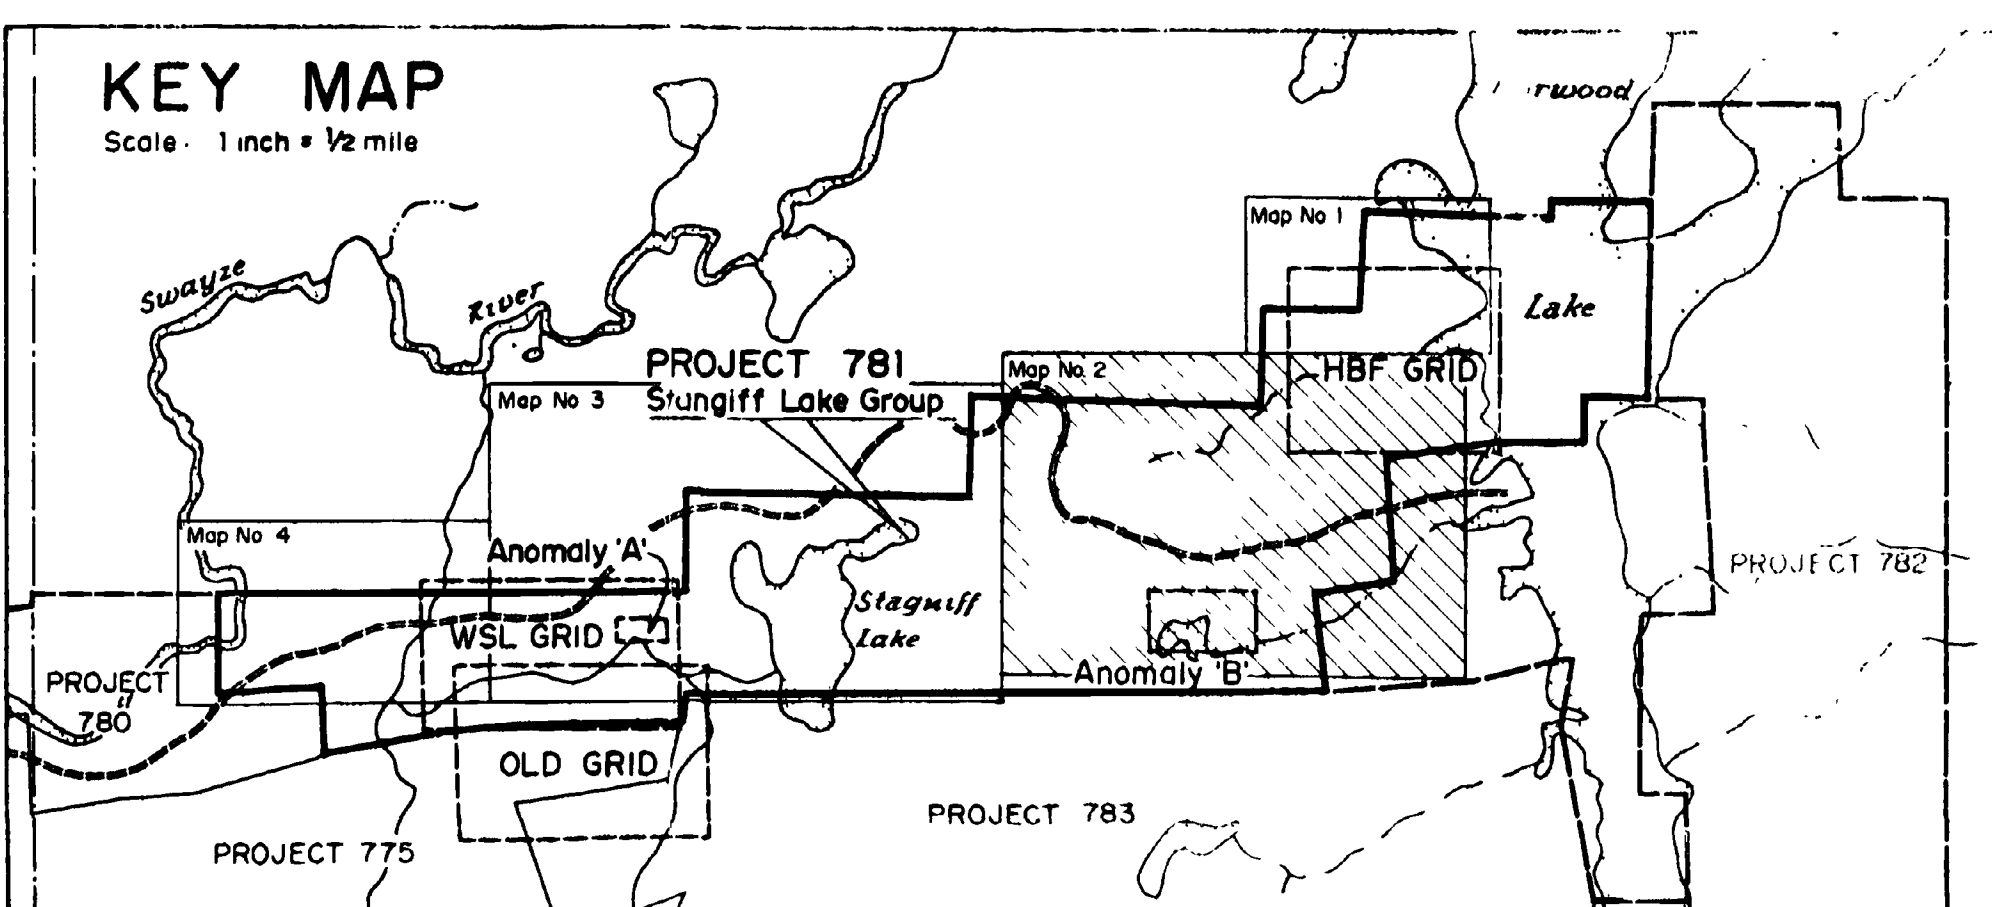 KEY MAP
Scale · 1 inch = ½ mile
rwood
Map No 1
Swayze
River
Lake
PROJECT 781
Stungiff Lake Group
Map No. 2
HBF GRID
Map No 3
Map No 4
Anomaly 'A'
PROJECT 782
Stagniff
Lake
WSL GRID
Anomaly 'B'
PROJECT
780
OLD GRID
PROJECT 783
PROJECT 775